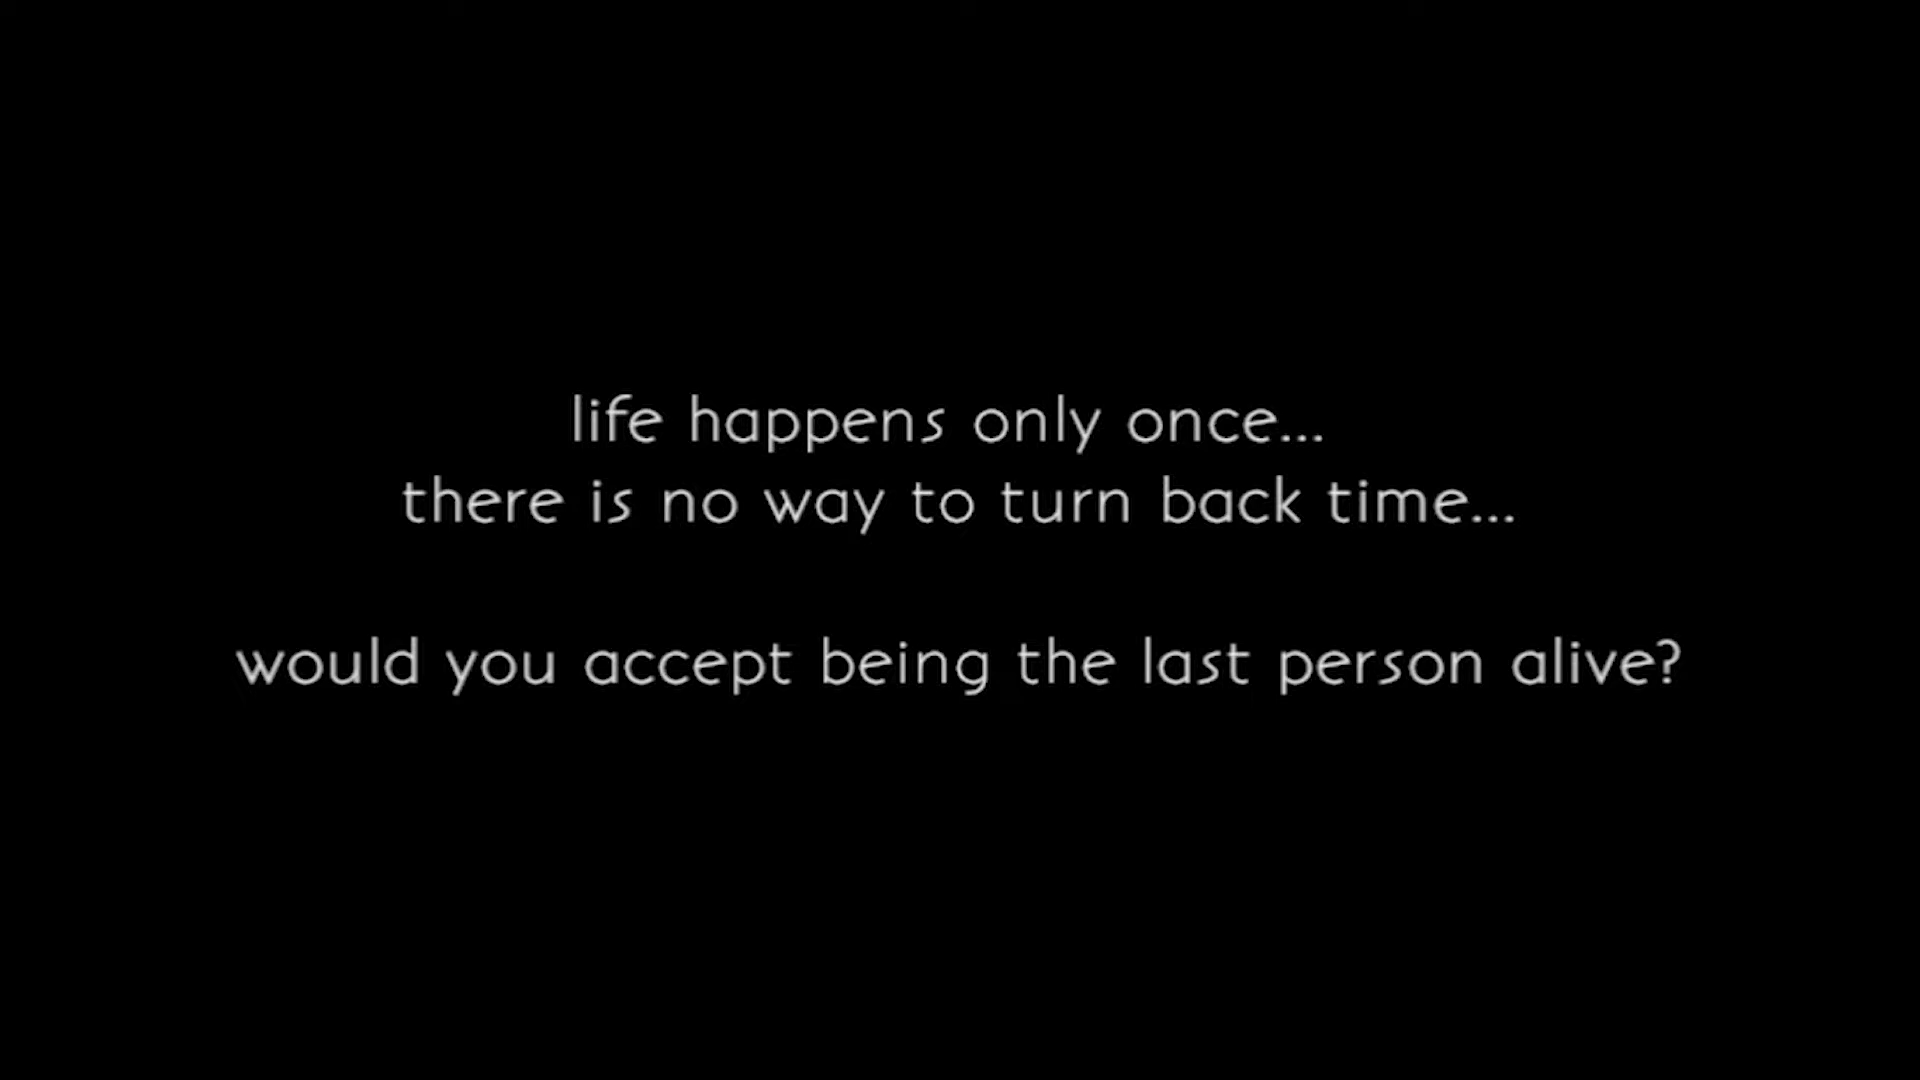 life happens only once...
there is no way to turn back time...
would you accept being the last person alive?